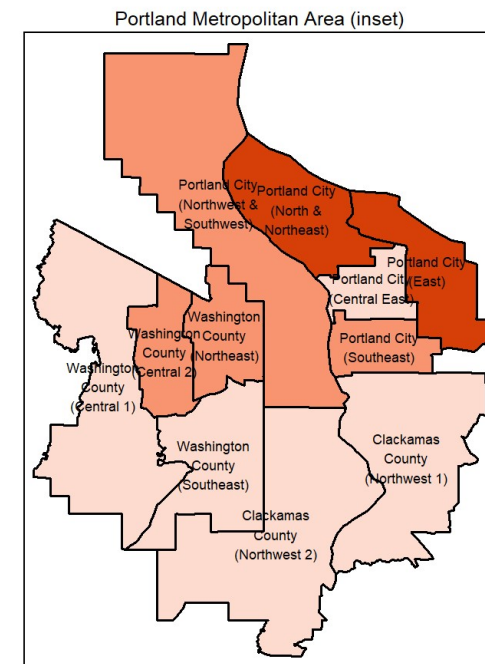 Portland Metropolitan Area (inset)
Portland City
(Northwest &
Southwest)
Portland City
(North &
Northeast)
Portland City
(East)
Portland City
(Central East)
Portland City
(Southeast)
Washington
County
(Northeast)
Washington
County
(Central 2)
Washington
County
(Central 1)
Washington
County
(Southeast)
Clackamas
County
(Northwest 1)
Clackamas
County
(Northwest 2)